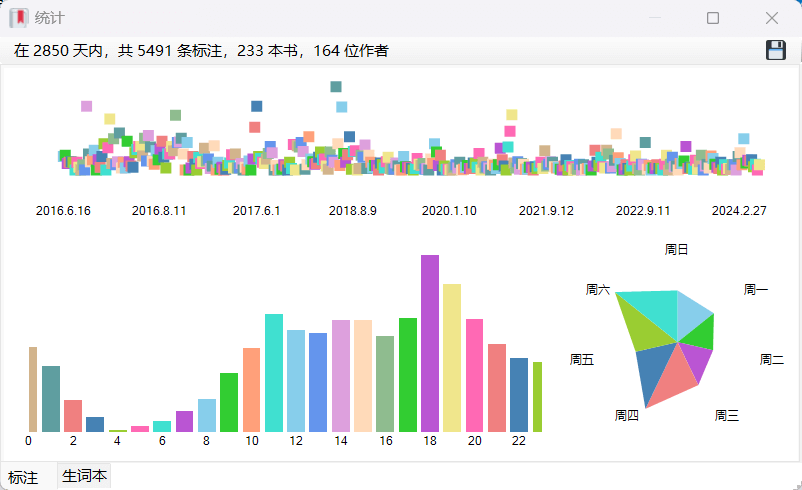 统计
在 2850 天内，共 5491 条标注，233 本书，164 位作者
2016.6.16 2016.8.11 2017.6.1 2018.8.9 2020.1.10 2021.9.12 2022.9.11 2024.2.27
周日
周六 周一
周五 周二
周四 周三
0 2 4 6 8 10 12 14 16 18 20 22
标注 生词本